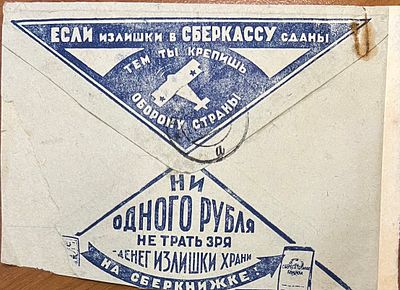 ЕСЛИ ИЗЛИШКИ В СБЕРКАССУ СДАНЫ
ТЕМ ТЫ КРЕПИШЬ
ОБОРОНУ СТРАНЫ
а
НИ
ОДНОГО РУБЛЯ
НЕ ТРАТЬ ЗРЯ
ДЕНЕГ ИЗЛИШКИ ХРАНИ
НА СБЕРКНИЖКЕ